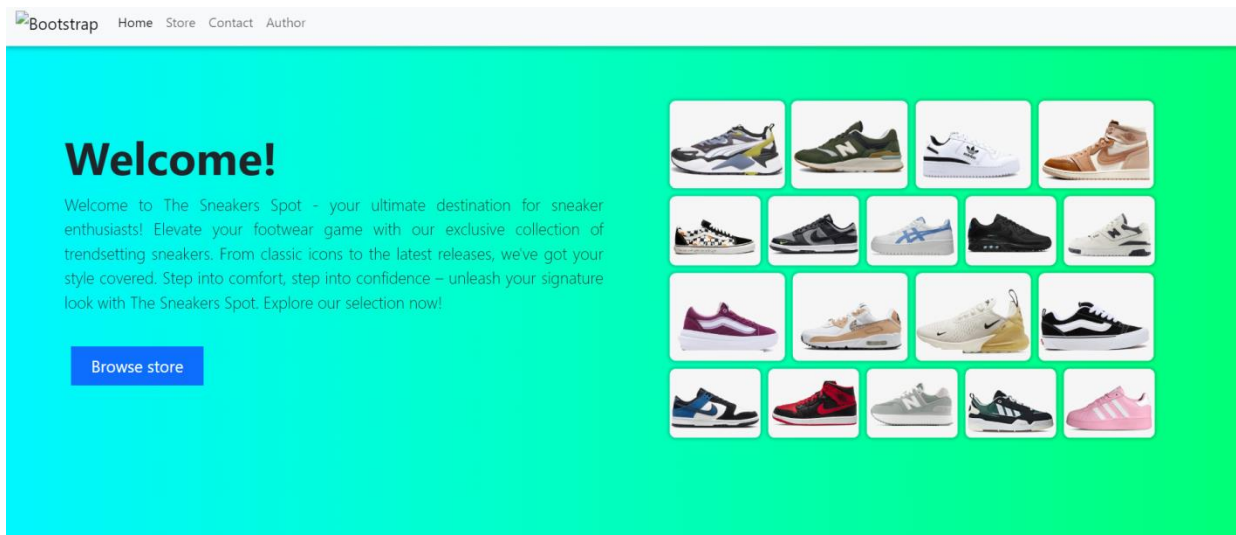 Bootstrap Home Store Contact Author
Welcome!
Welcome to The Sneakers Spot - your ultimate destination for sneaker
enthusiasts! Elevate your footwear game with our exclusive collection of
trendsetting sneakers. From classic icons to the latest releases, we've got your
style covered. Step into comfort, step into confidence – unleash your signature
look with The Sneakers Spot. Explore our selection now!
Browse store